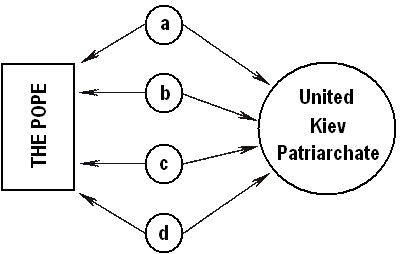 a
b
c
d
THE POPE
United
Kiev
Patriarchate